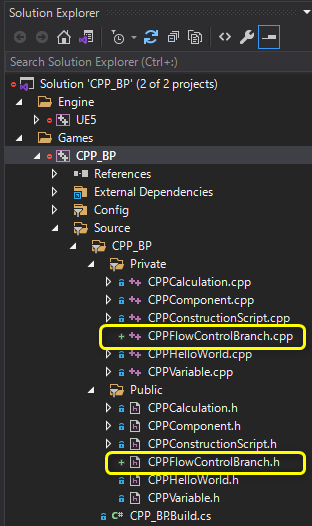 Solution Explorer
Search Solution Explorer (Ctrl+;)
Solution 'CPP_BP' (2 of 2 projects)
Engine
UE5
Games
CPP_BP
References
External Dependencies
Config
Source
CPP_BP
Private
CPPCalculation.cpp
CPPComponent.cpp
CPPConstructionScript.cpp
CPPFlowControlBranch.cpp
CPPHelloWorld.cpp
CPPVariable.cpp
Public
CPPCalculation.h
CPPComponent.h
CPPConstructionScript.h
CPPFlowControlBranch.h
CPPHelloWorld.h
CPPVariable.h
C# CPP_BP.Build.cs